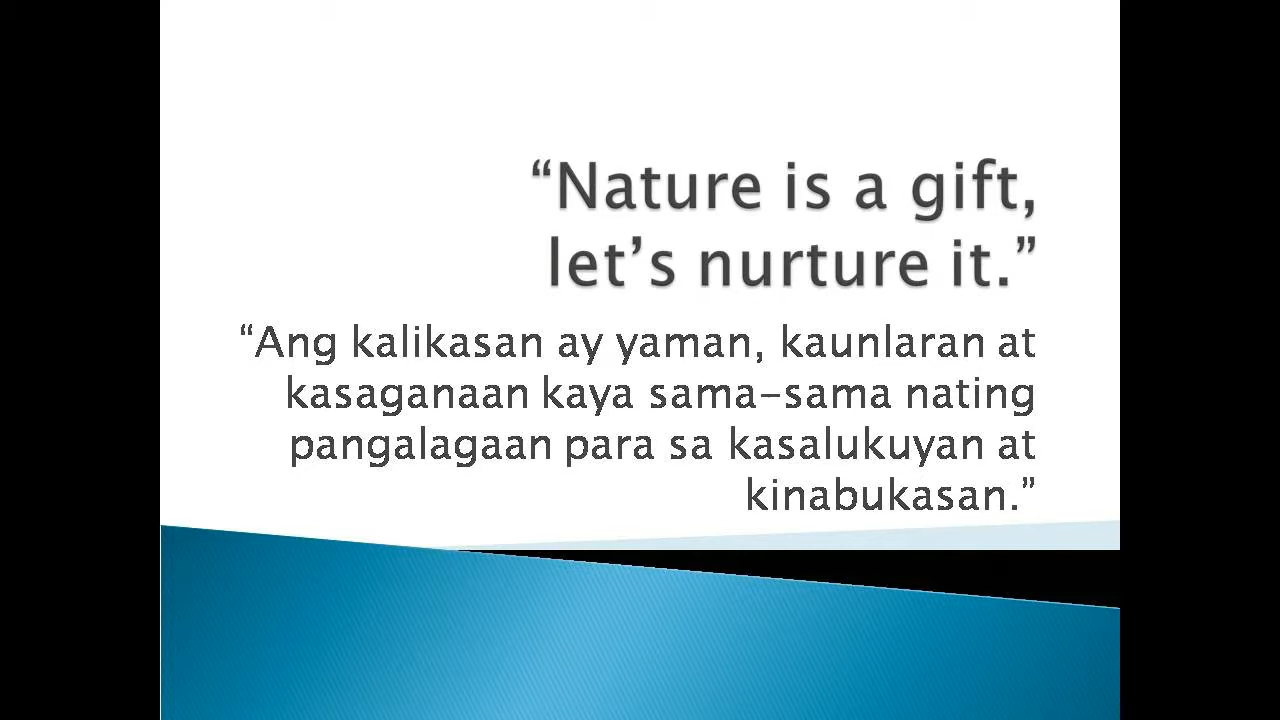 “Nature is a gift,
let’s nurture it.”
“Ang kalikasan ay yaman, kaunlaran at
kasaganaan kaya sama-sama nating
pangalagaan para sa kasalukuyan at
kinabukasan.”